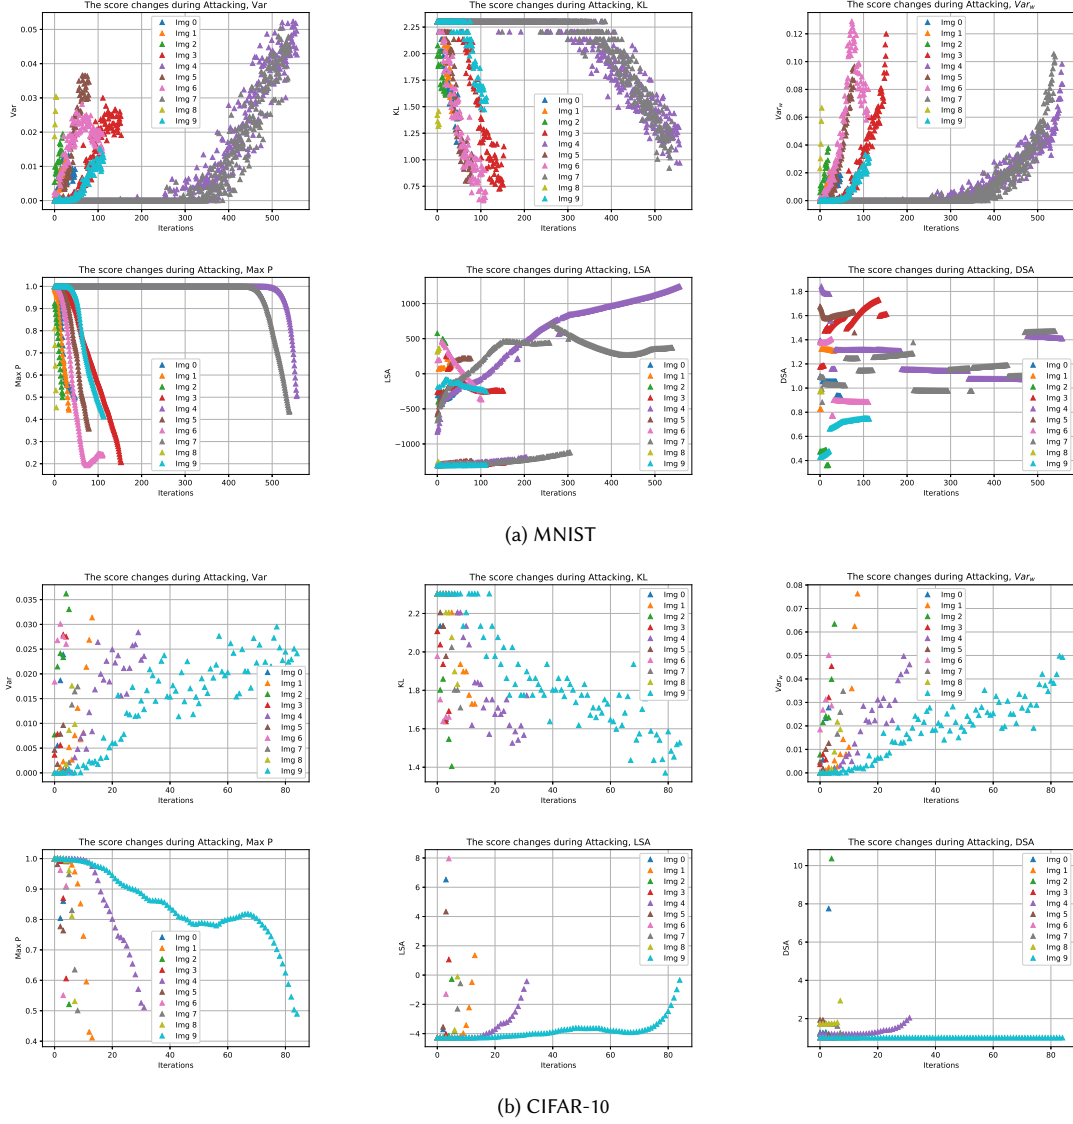 The score changes during Attacking, Var
Var
0.05
0.04
0.03
0.02
0.01
0.00
Img 0
Img 1
Img 2
Img 3
Img 4
Img 5
Img 6
Img 7
Img 8
Img 9
0 100 200 300 400 500
Iterations
The score changes during Attacking, KL
KL
2.25
2.00
1.75
1.50
1.25
1.00
0.75
Img 0
Img 1
Img 2
Img 3
Img 4
Img 5
Img 6
Img 7
Img 8
Img 9
0 100 200 300 400 500
Iterations
The score changes during Attacking, Var_w
Var_w
0.12
0.10
0.08
0.06
0.04
0.02
0.00
Img 0
Img 1
Img 2
Img 3
Img 4
Img 5
Img 6
Img 7
Img 8
Img 9
0 100 200 300 400 500
Iterations
The score changes during Attacking, Max P
Max P
1.0
0.9
0.8
0.7
0.6
0.5
0.4
0.3
0.2
Img 0
Img 1
Img 2
Img 3
Img 4
Img 5
Img 6
Img 7
Img 8
Img 9
0 100 200 300 400 500
Iterations
The score changes during Attacking, LSA
LSA
1000
500
0
−500
−1000
Img 0
Img 1
Img 2
Img 3
Img 4
Img 5
Img 6
Img 7
Img 8
Img 9
0 100 200 300 400 500
Iterations
The score changes during Attacking, DSA
DSA
1.8
1.6
1.4
1.2
1.0
0.8
0.6
0.4
Img 0
Img 1
Img 2
Img 3
Img 4
Img 5
Img 6
Img 7
Img 8
Img 9
0 100 200 300 400 500
Iterations
(a) MNIST
The score changes during Attacking, Var
Var
0.035
0.030
0.025
0.020
0.015
0.010
0.005
0.000
Img 0
Img 1
Img 2
Img 3
Img 4
Img 5
Img 6
Img 7
Img 8
Img 9
0 20 40 60 80
Iterations
The score changes during Attacking, KL
KL
2.2
2.0
1.8
1.6
1.4
Img 0
Img 1
Img 2
Img 3
Img 4
Img 5
Img 6
Img 7
Img 8
Img 9
0 20 40 60 80
Iterations
The score changes during Attacking, Var_w
Var_w
0.08
0.07
0.06
0.05
0.04
0.03
0.02
0.01
0.00
Img 0
Img 1
Img 2
Img 3
Img 4
Img 5
Img 6
Img 7
Img 8
Img 9
0 20 40 60 80
Iterations
The score changes during Attacking, Max P
Max P
1.0
0.9
0.8
0.7
0.6
0.5
0.4
Img 0
Img 1
Img 2
Img 3
Img 4
Img 5
Img 6
Img 7
Img 8
Img 9
0 20 40 60 80
Iterations
The score changes during Attacking, LSA
LSA
8
6
4
2
0
−2
−4
Img 0
Img 1
Img 2
Img 3
Img 4
Img 5
Img 6
Img 7
Img 8
Img 9
0 20 40 60 80
Iterations
The score changes during Attacking, DSA
DSA
10
8
6
4
2
Img 0
Img 1
Img 2
Img 3
Img 4
Img 5
Img 6
Img 7
Img 8
Img 9
0 20 40 60 80
Iterations
(b) CIFAR-10